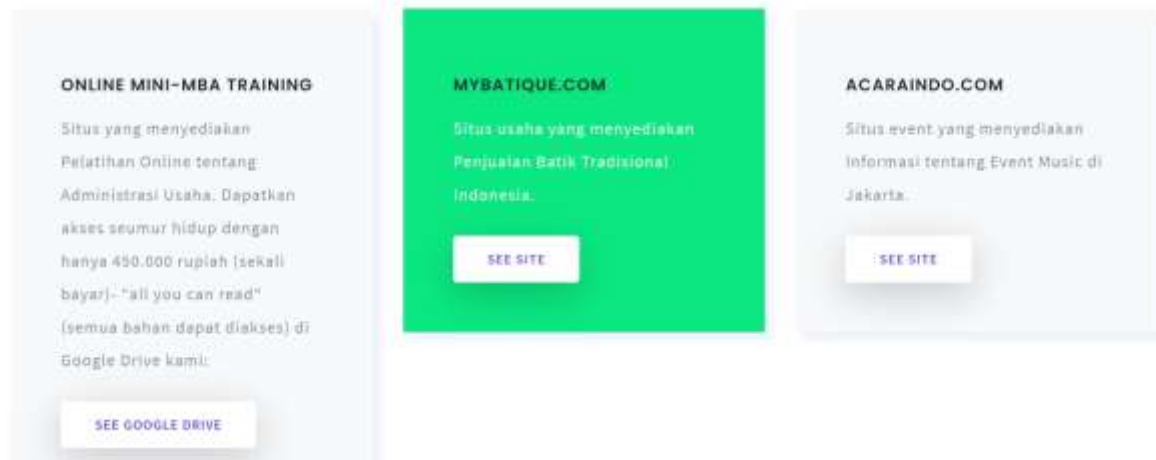 ONLINE MINI-MBA TRAINING
Situs yang menyediakan
Pelatihan Online tentang
Administrasi Usaha. Dapatkan
akses seumur hidup dengan
hanya 450.000 rupiah (sekali
bayar)- "all you can read"
(semua bahan dapat diakses) di
Google Drive kami:
SEE GOOGLE DRIVE
MYBATIQUE.COM
Situs usaha yang menyediakan
Penjualan Batik Tradisional
Indonesia.
SEE SITE
ACARAINDO.COM
Situs event yang menyediakan
Informasi tentang Event Music di
Jakarta.
SEE SITE